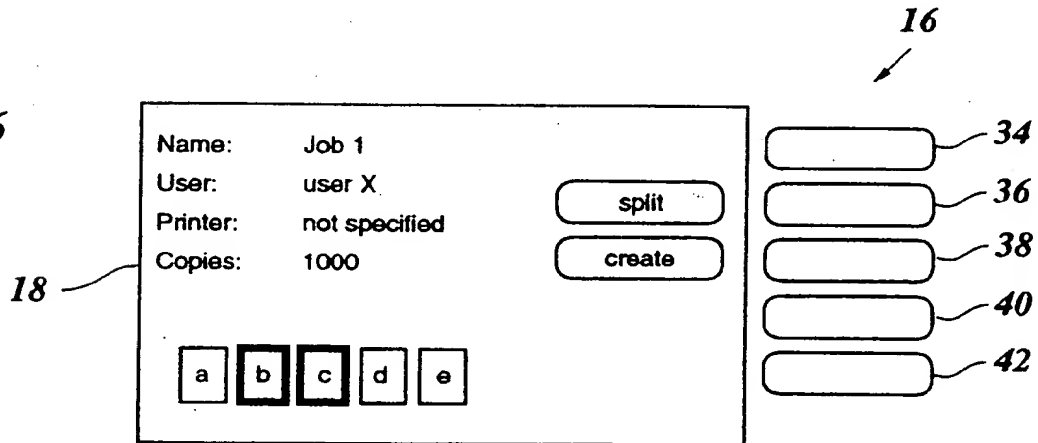 16
6
Name: Job 1
User: user X
Printer: not specified
Copies: 1000
split
create
18
a b c d e
34
36
38
40
42